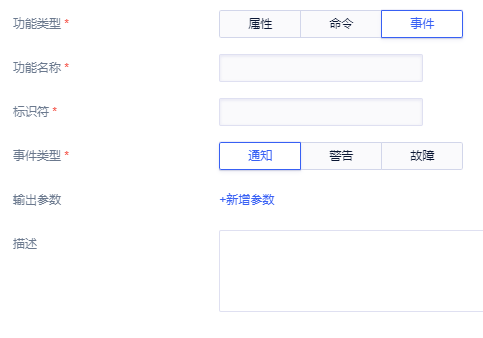 功能类型 * 属性 命令 事件
功能名称 *
标识符 *
事件类型 * 通知 警告 故障
输出参数 +新增参数
描述